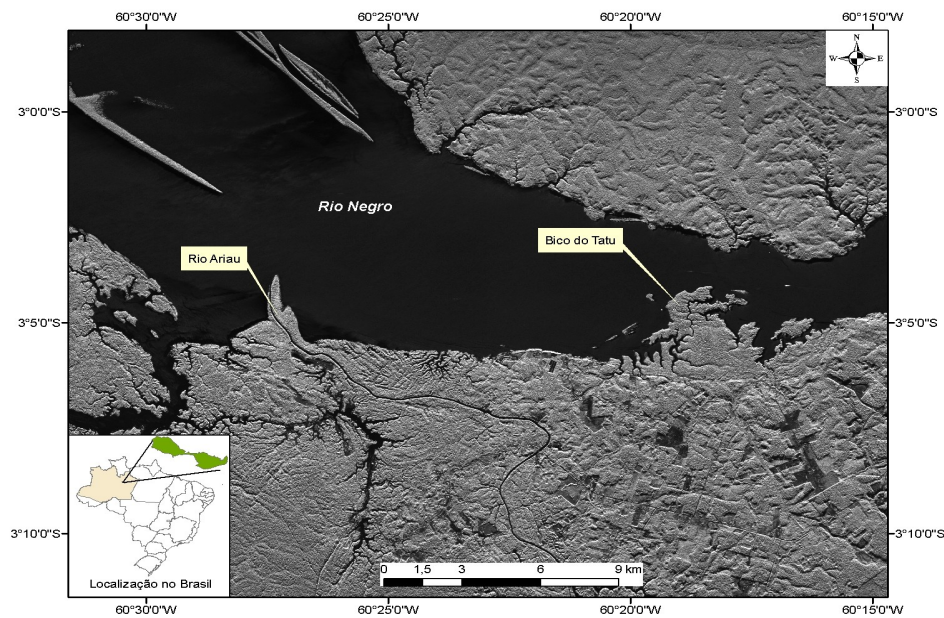 60°30'0"W 60°25'0"W 60°20'0"W 60°15'0"W
N
W E
S
3°0'0"S 3°0'0"S
Rio Negro
Bico do Tatu
Rio Ariau
3°5'0"S 3°5'0"S
3°10'0"S 3°10'0"S
0 1,5 3 6 9 km
Localização no Brasil
60°30'0"W 60°25'0"W 60°20'0"W 60°15'0"W